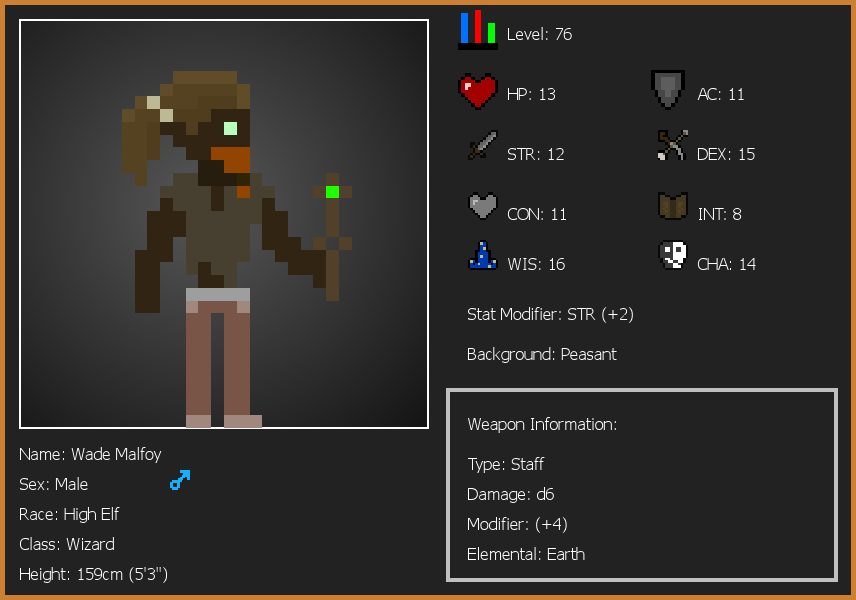 Level: 76
HP: 13
AC: 11
STR: 12
DEX: 15
CON: 11
INT: 8
WIS: 16
CHA: 14
Stat Modifier: STR (+2)
Background: Peasant
Weapon Information:
Type: Staff
Damage: d6
Modifier: (+4)
Elemental: Earth
Name: Wade Malfoy
Sex: Male
Race: High Elf
Class: Wizard
Height: 159cm (5'3")